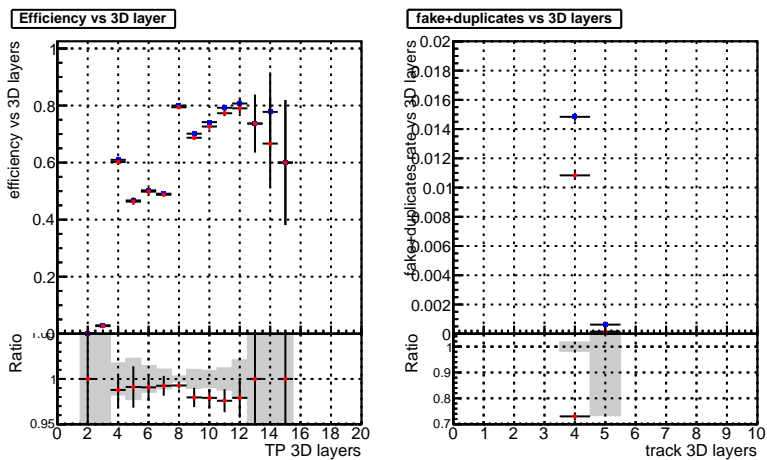 Efficiency vs 3D layer
efficiency vs 3D layers
1
0.8
0.6
0.4
0.2
0
Ratio
1
0.95
0 2 4 6 8 10 12 14 16 18 20
TP 3D layers
fake+duplicates vs 3D layers
fake+duplicates rate vs 3D layers
0.02
0.018
0.016
0.014
0.012
0.01
0.008
0.006
0.004
0.002
0
Ratio
1
0.9
0.8
0.7
0 1 2 3 4 5 6 7 8 9 10
track 3D layers